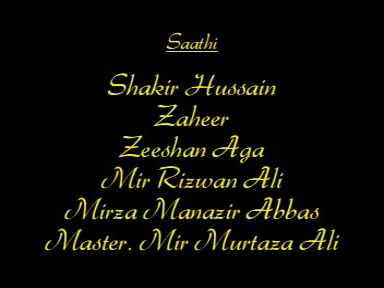 Saathi
Shakir Hussain
Zaheer
Zeeshan Aga
Mir Rizwan Ali
Mirza Manazir Abbas
Master. Mir Murtaza Ali